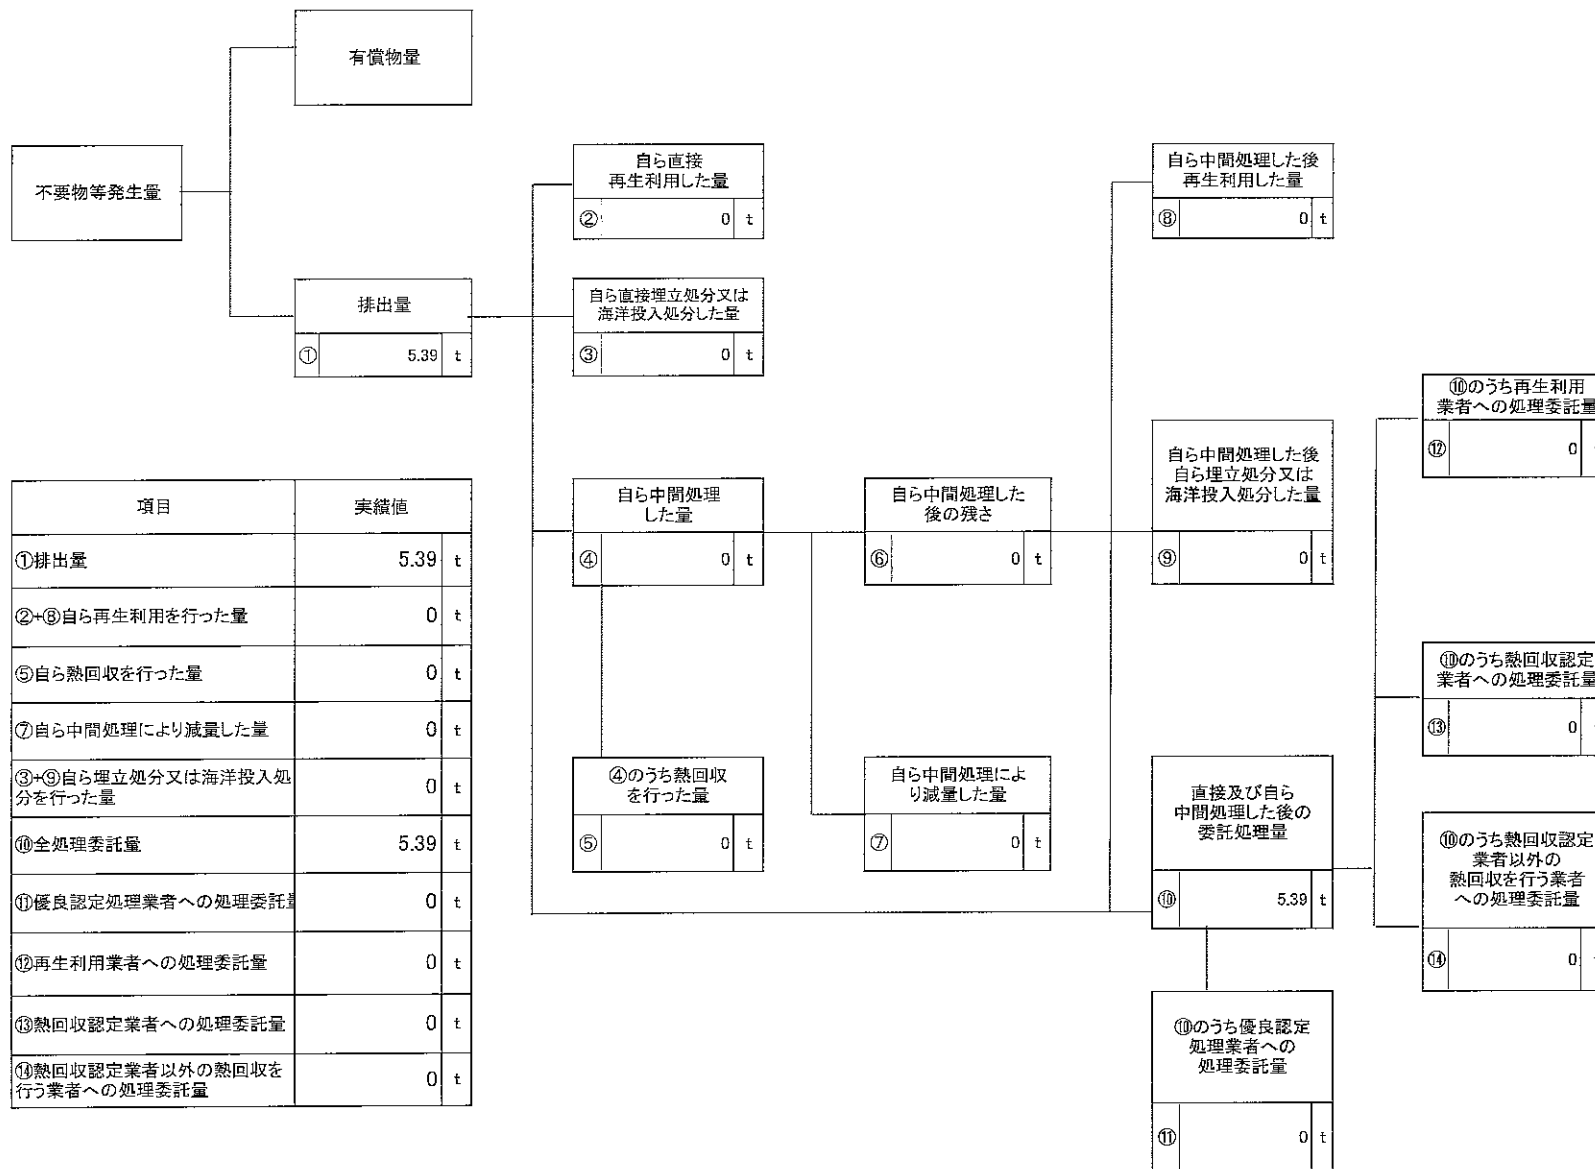 有償物量
不要物等発生量
排出量
① 5.39 t
自ら直接
再生利用した量
② 0 t
自ら直接埋立処分又は
海洋投入処分した量
③ 0 t
自ら中間処理
した量
④ 0 t
④のうち熱回収
を行った量
⑤ 0 t
自ら中間処理した
後の残さ
⑥ 0 t
自ら中間処理によ
り減量した量
⑦ 0 t
自ら中間処理した後
再生利用した量
⑧ 0 t
自ら中間処理した後
自ら埋立処分又は
海洋投入処分した量
⑨ 0 t
直接及び自ら
中間処理した後の
委託処理量
⑩ 5.39 t
⑩のうち優良認定
処理業者への
処理委託量
⑪ 0 t
⑩のうち再生利用
業者への処理委託量
⑫ 0
⑩のうち熱回収認定
業者への処理委託量
⑬ 0
⑩のうち熱回収認定
業者以外の
熱回収を行う業者
への処理委託量
⑭ 0
項目 実績値
①排出量 5.39 t
②+⑧自ら再生利用を行った量 0 t
⑤自ら熱回収を行った量 0 t
⑦自ら中間処理により減量した量 0 t
③+⑨自ら埋立処分又は海洋投入処
分を行った量 0 t
⑩全処理委託量 5.39 t
⑪優良認定処理業者への処理委託量 0 t
⑫再生利用業者への処理委託量 0 t
⑬熱回収認定業者への処理委託量 0 t
⑭熱回収認定業者以外の熱回収を
行う業者への処理委託量 0 t